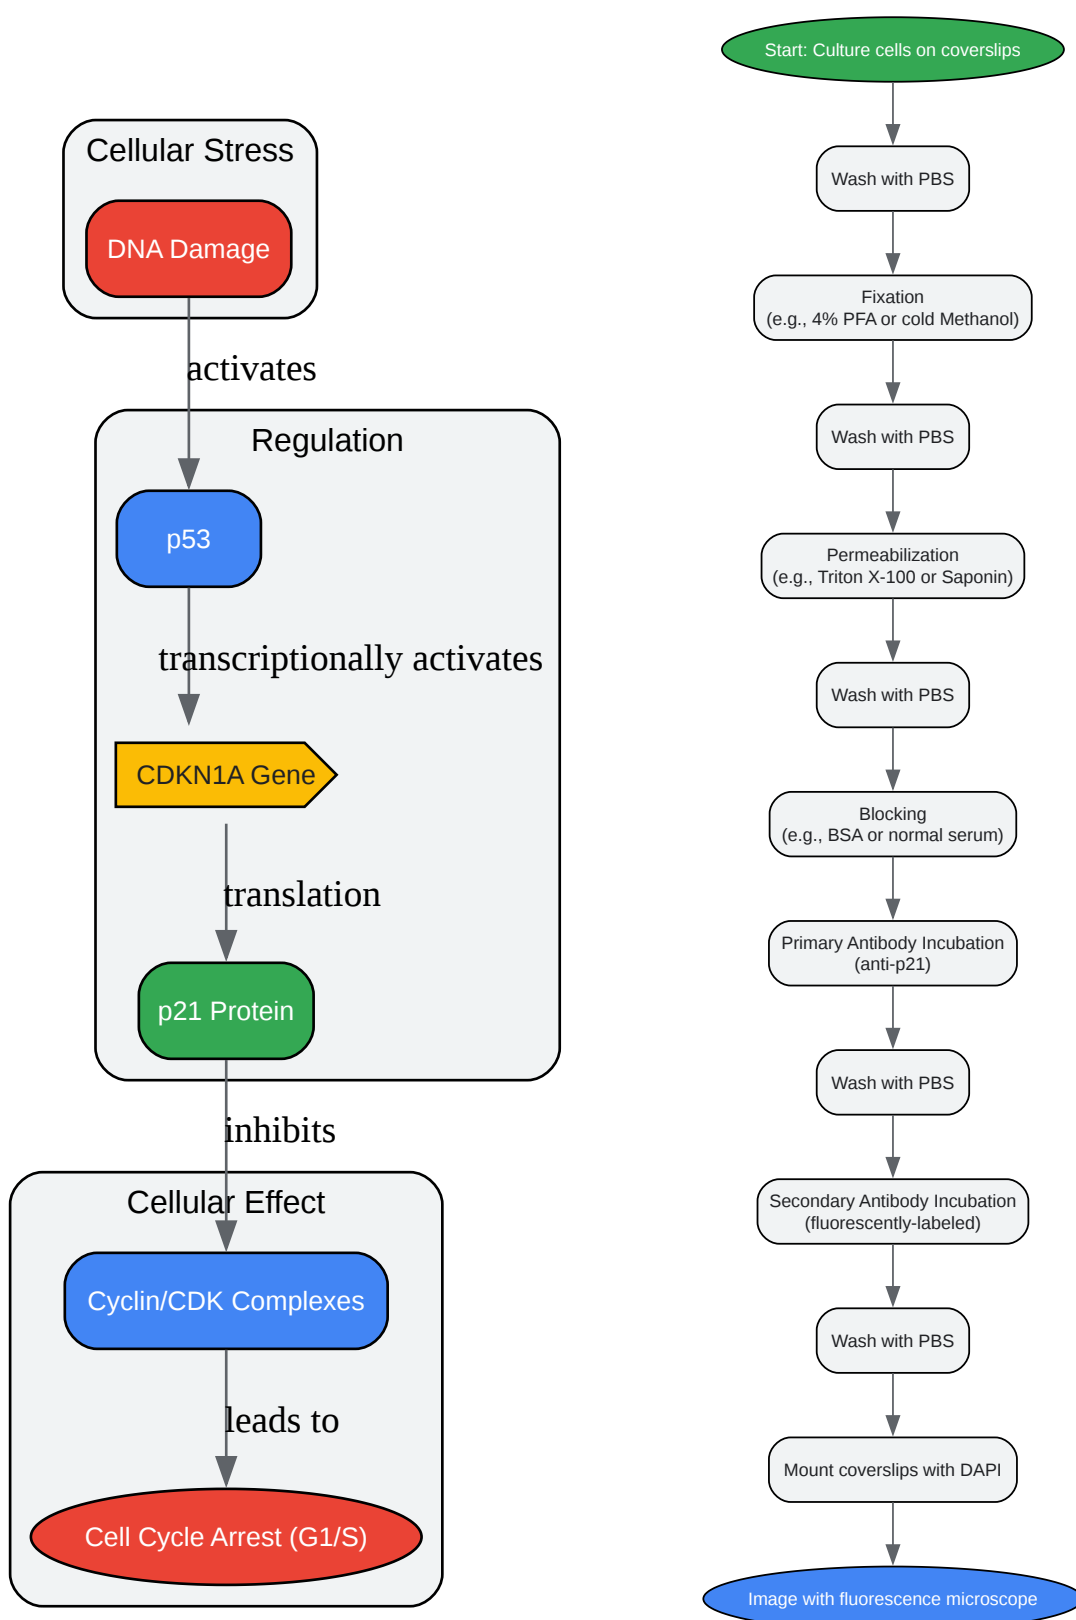 Cellular Stress
DNA Damage
activates
Regulation
p53
transcriptionally activates
CDKN1A Gene
translation
p21 Protein
inhibits
Cellular Effect
Cyclin/CDK Complexes
leads to
Cell Cycle Arrest (G1/S)
Start: Culture cells on coverslips
Wash with PBS
Fixation
(e.g., 4% PFA or cold Methanol)
Wash with PBS
Permeabilization
(e.g., Triton X-100 or Saponin)
Wash with PBS
Blocking
(e.g., BSA or normal serum)
Primary Antibody Incubation
(anti-p21)
Wash with PBS
Secondary Antibody Incubation
(fluorescently-labeled)
Wash with PBS
Mount coverslips with DAPI
Image with fluorescence microscope